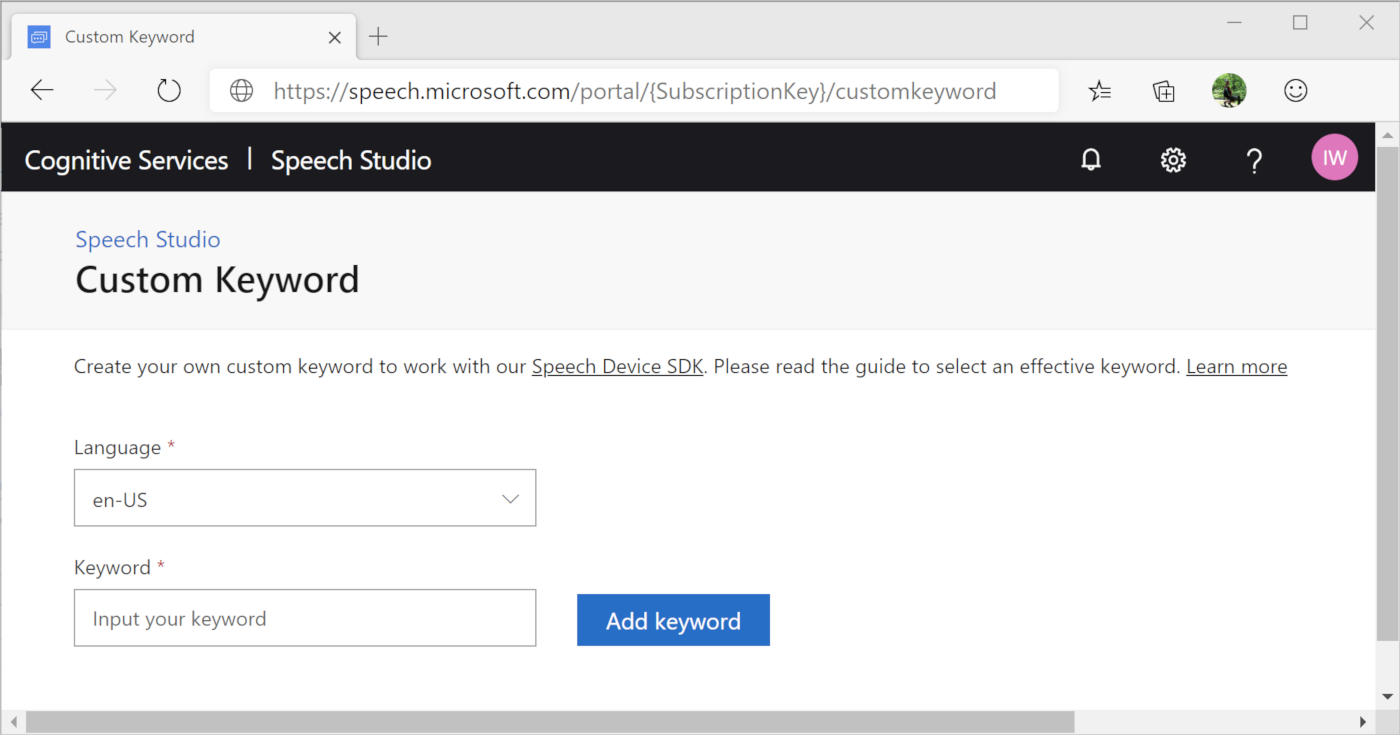 Custom Keyword
https://speech.microsoft.com/portal/{SubscriptionKey}/customkeyword
Cognitive Services | Speech Studio
IW
Speech Studio
Custom Keyword
Create your own custom keyword to work with our Speech Device SDK. Please read the guide to select an effective keyword. Learn more
Language *
en-US
Keyword *
Input your keyword
Add keyword